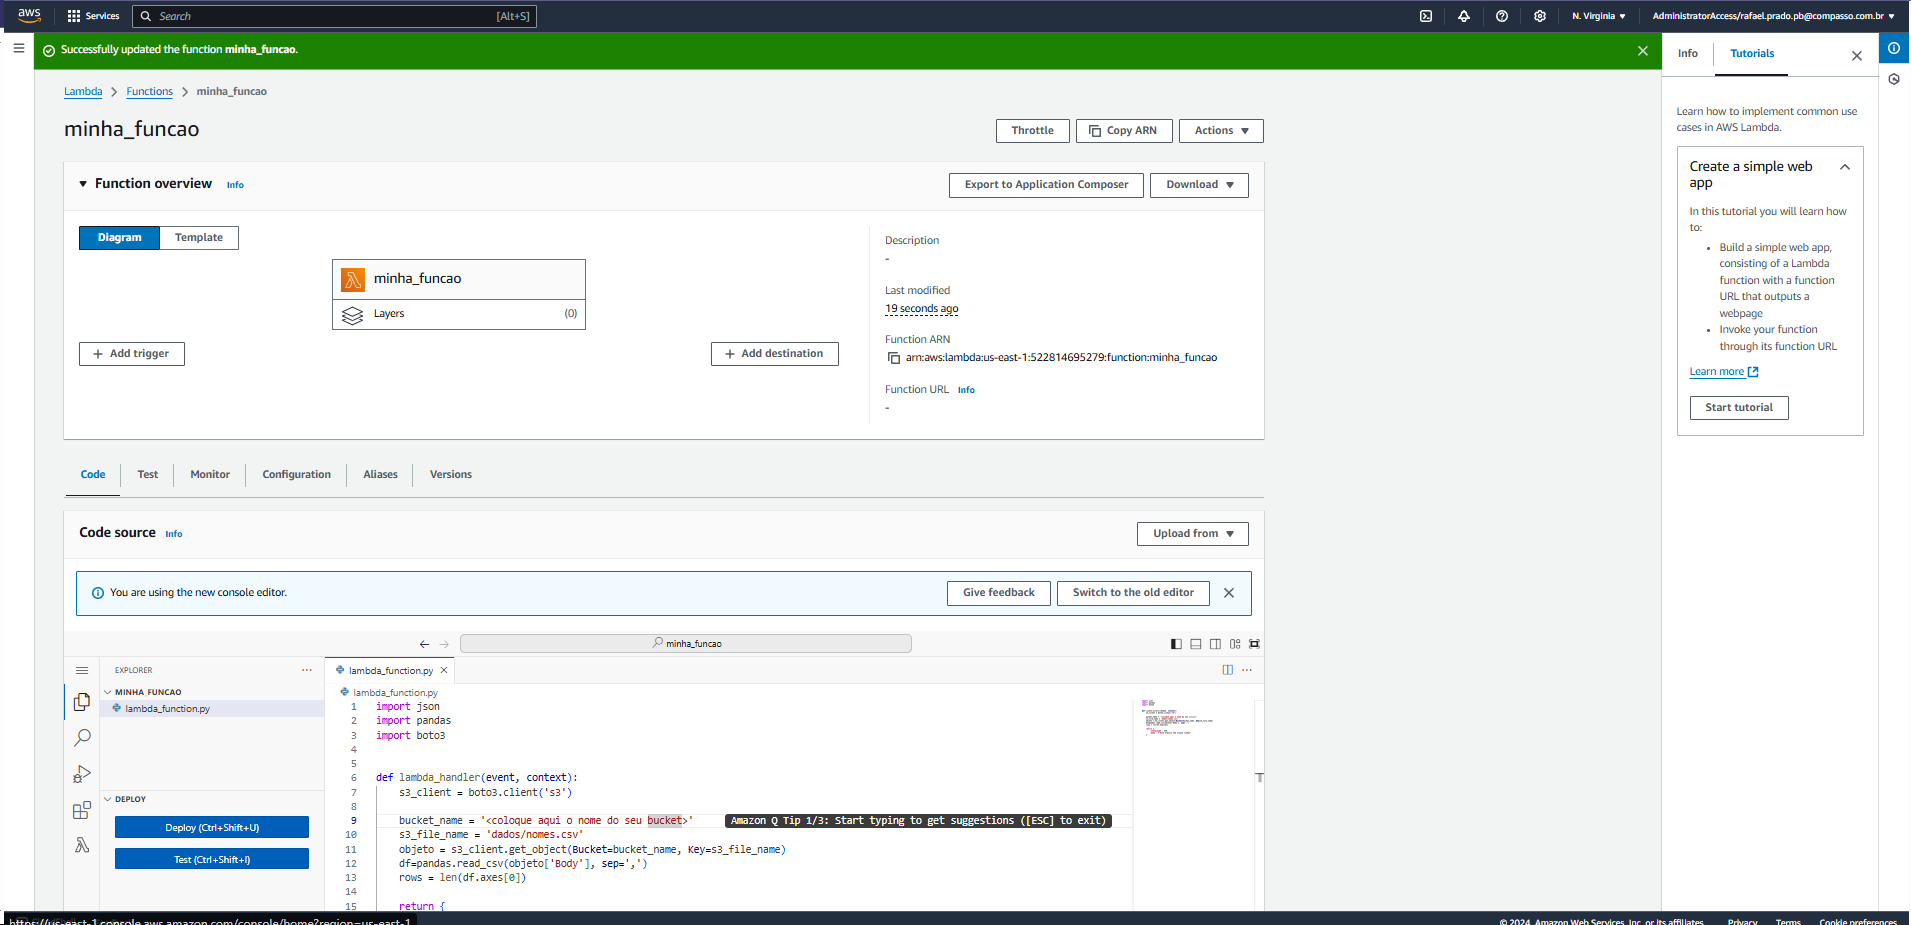 aws
Services
Search [Alt+S]
N. Virginia
AdministratorAccess/rafael.prado.pb@compasso.com.br
Successfully updated the function minha_funcao.
Lambda > Functions > minha_funcao
minha_funcao
Throttle
Copy ARN
Actions
Function overview Info
Export to Application Composer
Download
Diagram
Template
minha_funcao
Layers (0)
Add trigger
Add destination
Description
-
Last modified
19 seconds ago
Function ARN
arn:aws:lambda:us-east-1:522814695279:function:minha_funcao
Function URL Info
-
Code
Test
Monitor
Configuration
Aliases
Versions
Code source Info
Upload from
You are using the new console editor.
Give feedback
Switch to the old editor
minha_funcao
EXPLORER
MINHA FUNCAO
lambda_function.py
DEPLOY
Deploy (Ctrl+Shift+U)
Test (Ctrl+Shift+I)
lambda_function.py
lambda_function.py
1 import json
2 import pandas
3 import boto3
4
5
6 def lambda_handler(event, context):
7 s3_client = boto3.client('s3')
8
9 bucket_name = '<coloque aqui o nome do seu bucket>' Amazon Q Tip 1/3: Start typing to get suggestions ([ESC] to exit)
10 s3_file_name = 'dados/nomes.csv'
11 objeto = s3_client.get_object(Bucket=bucket_name, Key=s3_file_name)
12 df=pandas.read_csv(objeto['Body'], sep=',')
13 rows = len(df.axes[0])
14
15 return {
Info
Tutorials
Learn how to implement common use
cases in AWS Lambda.
Create a simple web
app
In this tutorial you will learn how
to:
• Build a simple web app,
consisting of a Lambda
function with a function
URL that outputs a
webpage
• Invoke your function
through its function URL
Learn more
Start tutorial
https://us-east-1.console.aws.amazon.com/console/home?region=us-east-1
© 2024, Amazon Web Services, Inc. or its affiliates.
Privacy
Terms
Cookie preferences